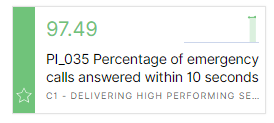 97.49
PI_035 Percentage of emergency
calls answered within 10 seconds
C1 - DELIVERING HIGH PERFORMING SE...